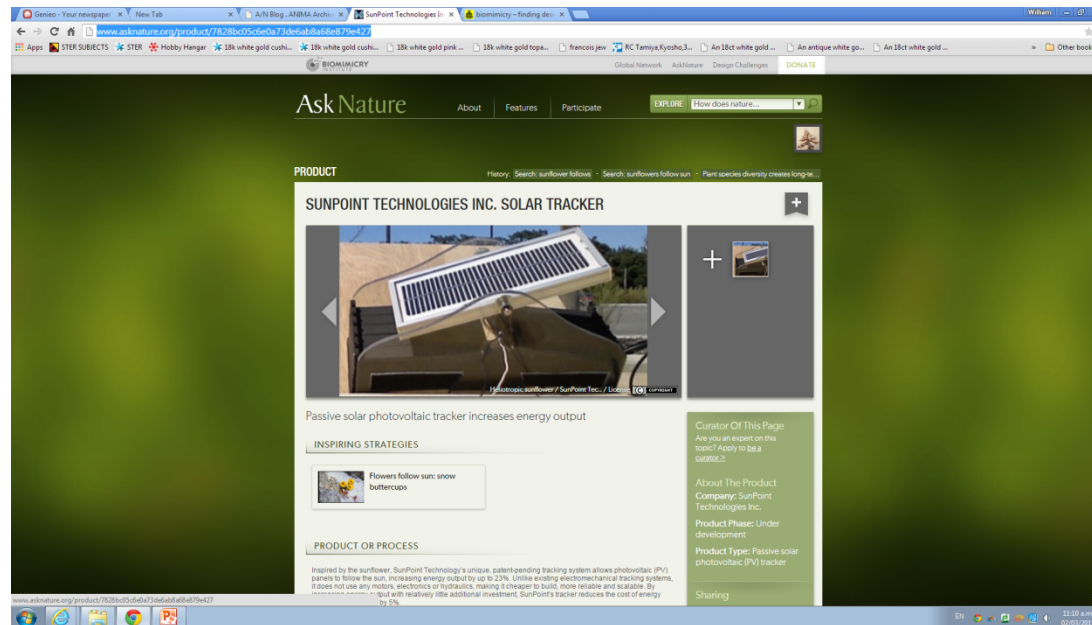 Genieo - Your newspaper
New Tab
A/N Blog . ANIMA Archiv
SunPoint Technologies In
biomimicry – finding desi
William
www.asknature.org/product/7828bc05c6e0a73de6ab8a68e879e427
Apps
STER SUBJECTS
STER
Hobby Hangar
18k white gold cushi...
18k white gold cushi...
18k white gold pink ...
18k white gold topa...
francois jew
RC Tamiya,Kyosho,3...
An 18ct white gold ...
An antique white go...
An 18ct white gold ...
»
Other book
BIOMIMICRY
INSTITUTE
Global Network
AskNature
Design Challenges
DONATE
Ask Nature
About
Features
Participate
EXPLORE
How does nature...
PRODUCT
History: Search: sunflower follows - Search: sunflowers follow sun - Plant species diversity creates long-te...
SUNPOINT TECHNOLOGIES INC. SOLAR TRACKER
Heliotropic sunflower / SunPoint Tec... / License (C) COPYRIGHT
Passive solar photovoltaic tracker increases energy output
INSPIRING STRATEGIES
Flowers follow sun: snow
buttercups
PRODUCT OR PROCESS
Inspired by the sunflower, SunPoint Technology's unique, patent-pending tracking system allows photovoltaic (PV)
panels to follow the sun, increasing energy output by up to 23%. Unlike existing electromechanical tracking systems,
it does not use any motors, electronics or hydraulics, making it cheaper to build, more reliable and scalable. By
increasing energy output with relatively little additional investment, SunPoint's tracker reduces the cost of energy
by 5%.
Curator Of This Page
Are you an expert on this
topic? Apply to be a
curator >
About The Product
Company: SunPoint
Technologies Inc.
Product Phase: Under
development
Product Type: Passive solar
photovoltaic (PV) tracker
Sharing
www.asknature.org/product/7828bc05c6e0a73de6ab8a68e879e427
EN
11:10 a.m.